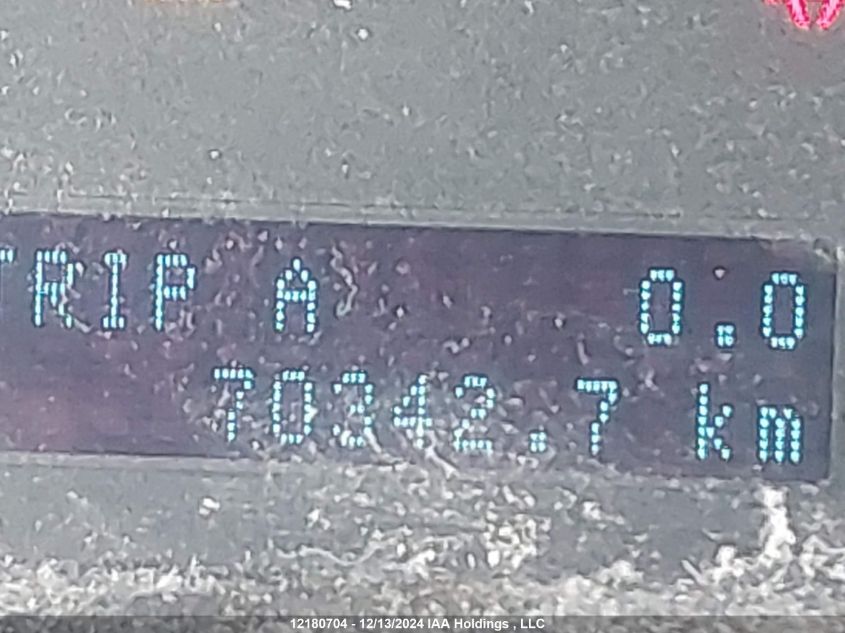 TRIP A 0.0
70342.7 km
12180704 - 12/13/2024 IAA Holdings , LLC